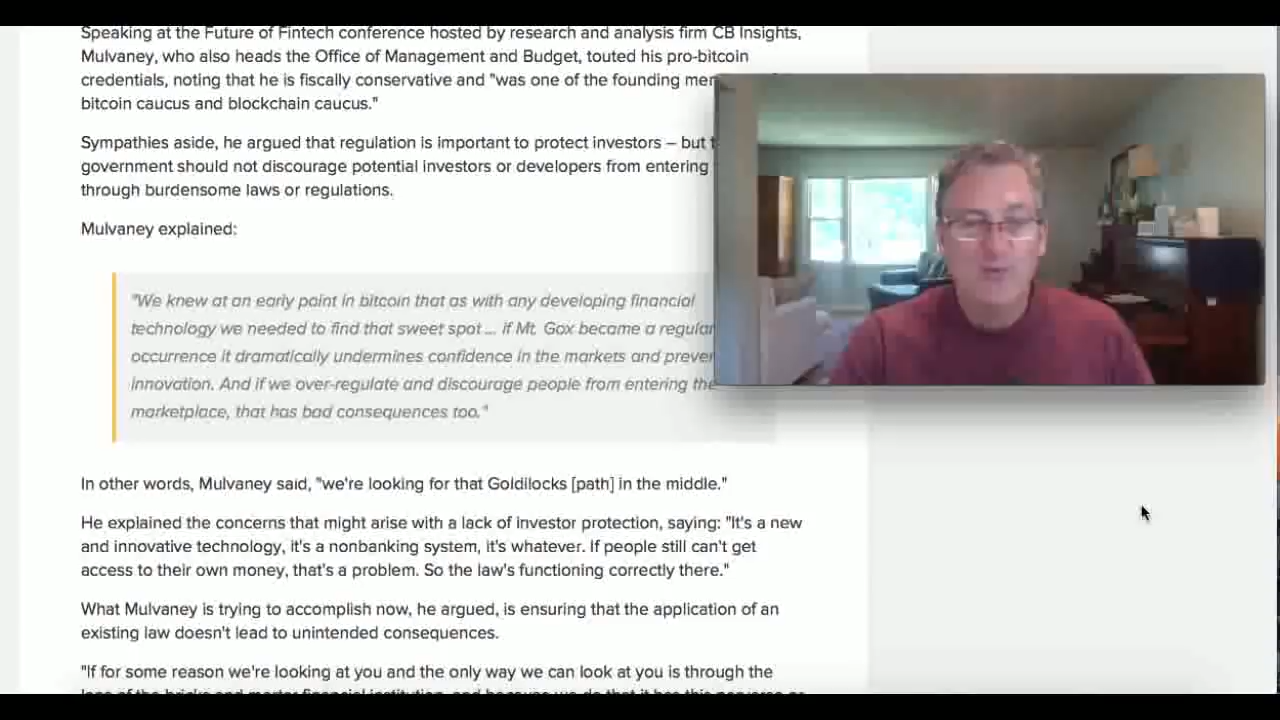 Speaking at the Future of Fintech conference hosted by research and analysis firm CB Insights,
Mulvaney, who also heads the Office of Management and Budget, touted his pro-bitcoin
credentials, noting that he is fiscally conservative and "was one of the founding
bitcoin caucus and blockchain caucus."
Sympathies aside, he argued that regulation is important to protect investors – but
government should not discourage potential investors or developers from entering
through burdensome laws or regulations.
Mulvaney explained:
"We knew at an early point in bitcoin that as with any developing financial
technology we needed to find that sweet spot ... if Mt. Gox became a regular
occurrence it dramatically undermines confidence in the markets and
innovation. And if we over-regulate and discourage people from entering the
marketplace, that has bad consequences too."
In other words, Mulvaney said, "we're looking for that Goldilocks [path] in the middle."
He explained the concerns that might arise with a lack of investor protection, saying: "It's a new
and innovative technology, it's a nonbanking system, it's whatever. If people still can't get
access to their own money, that's a problem. So the law's functioning correctly there."
What Mulvaney is trying to accomplish now, he argued, is ensuring that the application of an
existing law doesn't lead to unintended consequences.
"If for some reason we're looking at you and the only way we can look at you is through the